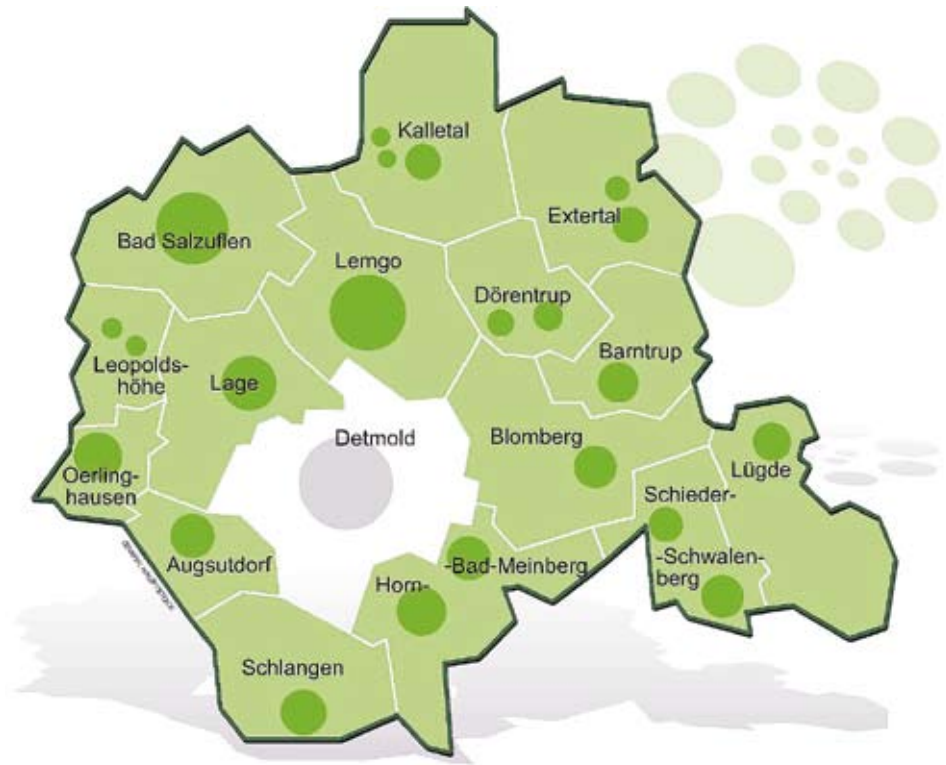 Kalletal
Extertal
Bad Salzuflen
Lemgo
Dörentrup
Barntrup
Leopolds-
höhe
Lage
Detmold
Blomberg
Oerling-
hausen
Lügde
Schieder-
-Schwalen-
berg
Augsutdorf
Horn-
-Bad-Meinberg
Schlangen